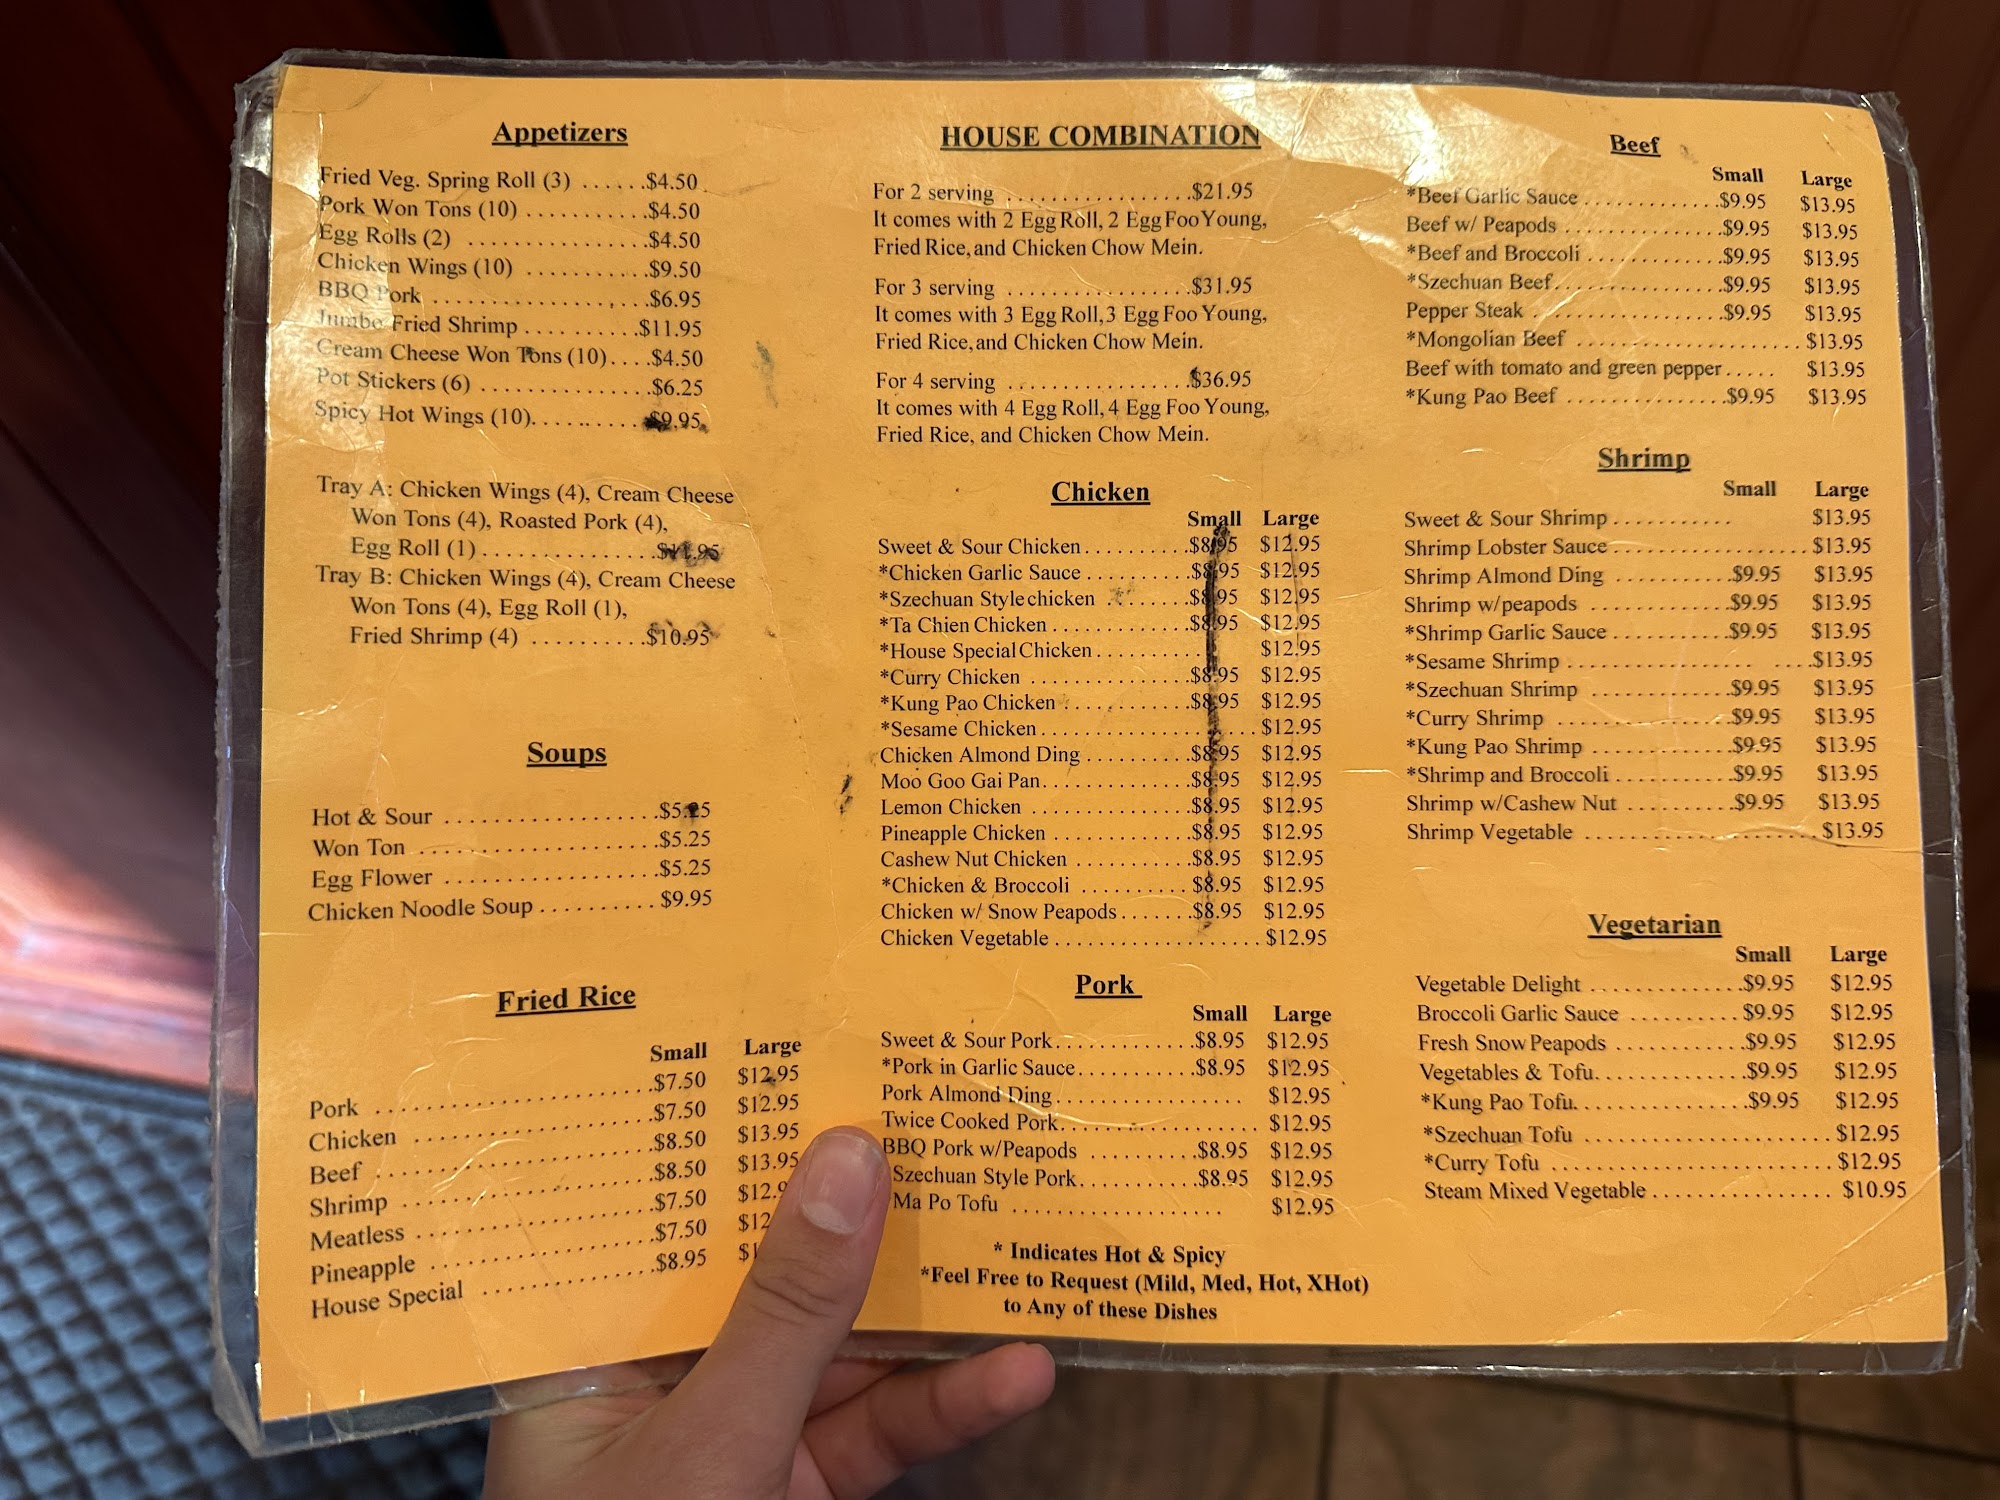 Appetizers
Fried Veg. Spring Roll (3) ......$4.50
Pork Won Tons (10) ...........$4.50
Egg Rolls (2) .................$4.50
Chicken Wings (10) ...........$9.50
BBQ Pork ....................$6.95
Jumbo Fried Shrimp ..........$11.95
Cream Cheese Won Tons (10)....$4.50
Pot Stickers (6) ...............$6.25
Spicy Hot Wings (10)..........$9.95
Tray A: Chicken Wings (4), Cream Cheese
Won Tons (4), Roasted Pork (4),
Egg Roll (1) ................$11.95
Tray B: Chicken Wings (4), Cream Cheese
Won Tons (4), Egg Roll (1),
Fried Shrimp (4) ..........$10.95
Soups
Hot & Sour ...................$5.25
Won Ton .....................$5.25
Egg Flower ...................$5.25
Chicken Noodle Soup .......... $9.95
Fried Rice
Small Large
Pork ........................$7.50 $12.95
Chicken .....................$7.50 $12.95
Beef ........................$8.50 $13.95
Shrimp ......................$8.50 $13.95
Meatless ....................$7.50
Pineapple ...................$7.50
House Special ...............$8.95
HOUSE COMBINATION
For 2 serving ................$21.95
It comes with 2 Egg Roll, 2 Egg Foo Young,
Fried Rice, and Chicken Chow Mein.
For 3 serving ................$31.95
It comes with 3 Egg Roll, 3 Egg Foo Young,
Fried Rice, and Chicken Chow Mein.
For 4 serving ................$36.95
It comes with 4 Egg Roll, 4 Egg Foo Young,
Fried Rice, and Chicken Chow Mein.
Chicken
Small Large
Sweet & Sour Chicken..........$8.95 $12.95
*Chicken Garlic Sauce ..........$8.95 $12.95
*Szechuan Style chicken ........$8.95 $12.95
*Ta Chien Chicken .............$8.95 $12.95
*House Special Chicken.......... $12.95
*Curry Chicken ...............$8.95 $12.95
*Kung Pao Chicken ............$8.95 $12.95
*Sesame Chicken .....................$12.95
Chicken Almond Ding ..........$8.95 $12.95
Moo Goo Gai Pan..............$8.95 $12.95
Lemon Chicken ...............$8.95 $12.95
Pineapple Chicken .............$8.95 $12.95
Cashew Nut Chicken ...........$8.95 $12.95
*Chicken & Broccoli .......... $8.95 $12.95
Chicken w/ Snow Peapods.......$8.95 $12.95
Chicken Vegetable .................... $12.95
Pork
Small Large
Sweet & Sour Pork.............$8.95 $12.95
*Pork in Garlic Sauce...........$8.95 $12.95
Pork Almond Ding.................. $12.95
Twice Cooked Pork................... $12.95
BBQ Pork w/Peapods ..........$8.95 $12.95
Szechuan Style Pork...........$8.95 $12.95
Ma Po Tofu .................... $12.95
* Indicates Hot & Spicy
*Feel Free to Request (Mild, Med, Hot, XHot)
to Any of these Dishes
Beef
Small Large
*Beef Garlic Sauce .............$9.95 $13.95
Beef w/ Peapods ...............$9.95 $13.95
*Beef and Broccoli .............$9.95 $13.95
*Szechuan Beef................$9.95 $13.95
Pepper Steak .................$9.95 $13.95
*Mongolian Beef ..................... $13.95
Beef with tomato and green pepper ..... $13.95
*Kung Pao Beef ...............$9.95 $13.95
Shrimp
Small Large
Sweet & Sour Shrimp ........... $13.95
Shrimp Lobster Sauce ..................$13.95
Shrimp Almond Ding ...........$9.95 $13.95
Shrimp w/peapods .............$9.95 $13.95
*Shrimp Garlic Sauce ...........$9.95 $13.95
*Sesame Shrimp ................. ....$13.95
*Szechuan Shrimp .............$9.95 $13.95
*Curry Shrimp ................$9.95 $13.95
*Kung Pao Shrimp .............$9.95 $13.95
*Shrimp and Broccoli ...........$9.95 $13.95
Shrimp w/Cashew Nut ..........$9.95 $13.95
Shrimp Vegetable ..................... $13.95
Vegetarian
Small Large
Vegetable Delight ..............$9.95 $12.95
Broccoli Garlic Sauce ..........$9.95 $12.95
Fresh Snow Peapods ............$9.95 $12.95
Vegetables & Tofu..............$9.95 $12.95
*Kung Pao Tofu................$9.95 $12.95
*Szechuan Tofu ...................... $12.95
*Curry Tofu ......................... $12.95
Steam Mixed Vegetable ................ $10.95